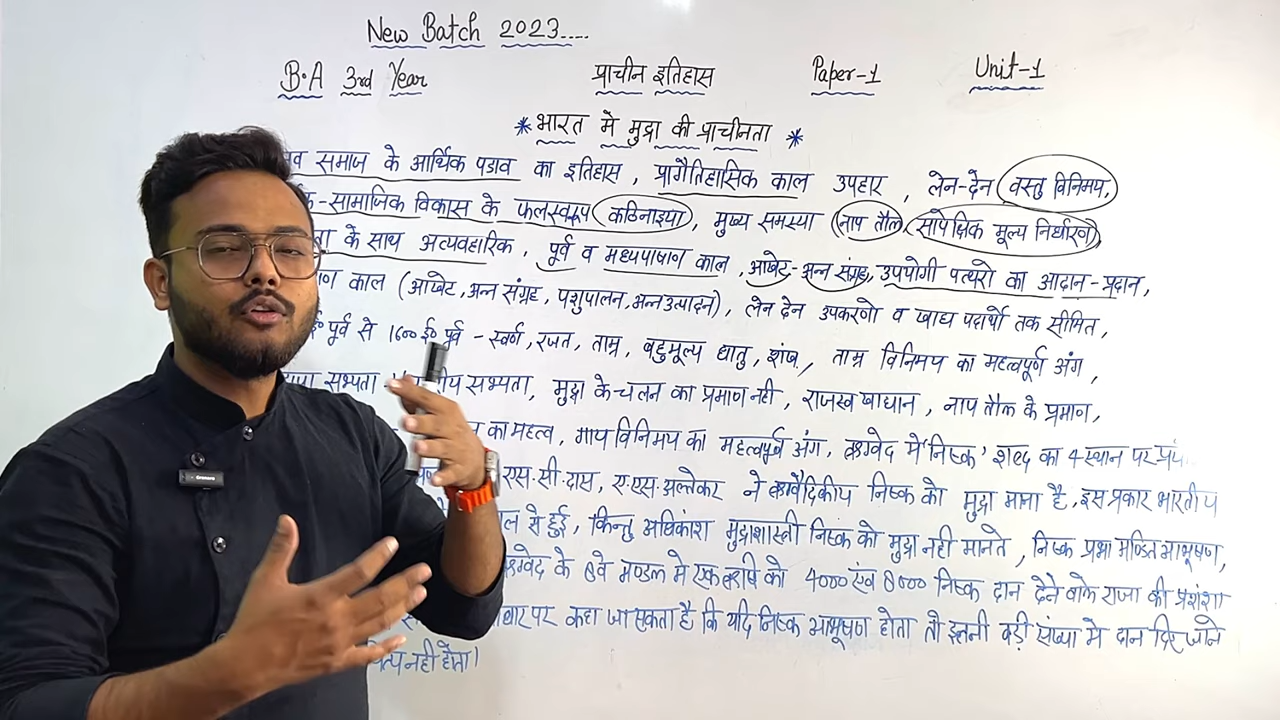 New Batch 2023....
B.A 3rd Year प्राचीन इतिहास Paper-1 Unit-1
* भारत मे मुद्रा की प्राचीनता *
समाज के आर्थिक पडाव का इतिहास, प्रागैतिहासिक काल उपहार, लेन-देन वस्तु विनिमय,
-सामाजिक विकास के फलस्वरूप कठिनाइया, मुख्य समस्या नाप तौल, सापेक्षिक मूल्य निर्धारण
के साथ अत्यवहारिक, पूर्व व मध्यपाषाण काल, आखेट-अन्न संग्रह, उपयोगी पत्थरो का आदान-प्रदान,
काल (आखेट, अन्न संग्रह, पशुपालन, अन्न उत्पादन), लेन देन उपकरणो व खाद्य पदार्थो तक सीमित,
पूर्व से 1600 ई० पूर्व - स्वर्ण, रजत, ताम्र, बहुमूल्य धातु, शंख, ताम्र विनिमय का महत्वपूर्ण अंग,
सभ्यता, सभ्यता, मुद्रा के चलन का प्रमाण नही, राजस्व खाद्यान, नाप तौल के प्रमाण,
का महत्व, गाय विनिमय का महत्वपूर्ण अंग, ऋग्वेद मे 'निष्क' शब्द का 4 स्थान पर
एस.सी.दास, ए.एस.अल्तेकर ने ऋग्वैदिकीय निष्क को मुद्रा माना है, इस प्रकार भारतीय
से हुई, किन्तु अधिकांश मुद्राशास्त्री निष्क को मुद्रा नही मानते, निष्क प्रभा मण्डित आभूषण,
ऋग्वेद के 8वे मण्डल मे एक ऋषि को 4000 एंव 8000 निष्क दान देने वाले राजा की प्रशंशा
पर कहा जा सकता है कि यदि निष्क आभूषण होता तो इतनी बड़ी संख्या मे दान दिए जाने
नही होता।